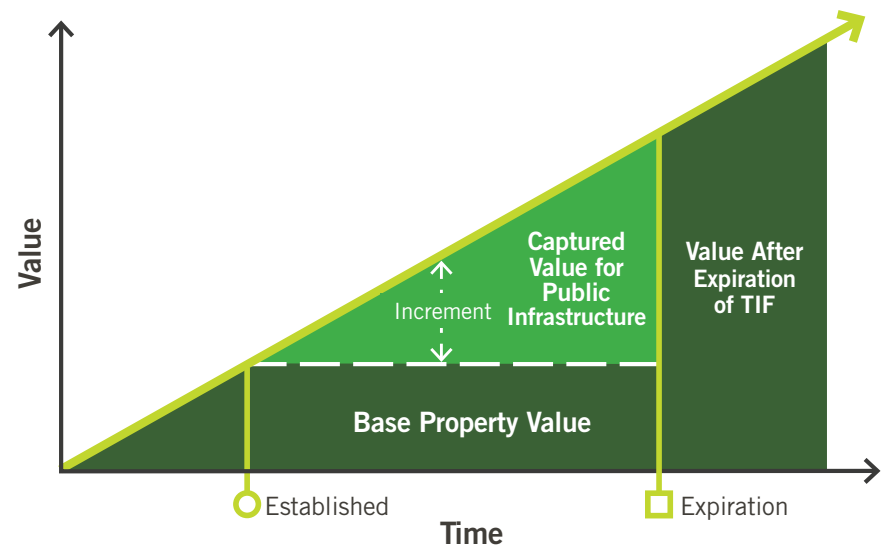 Value
Captured
Value for
Public
Infrastructure
Increment
Value After
Expiration
of TIF
Base Property Value
Established
Expiration
Time